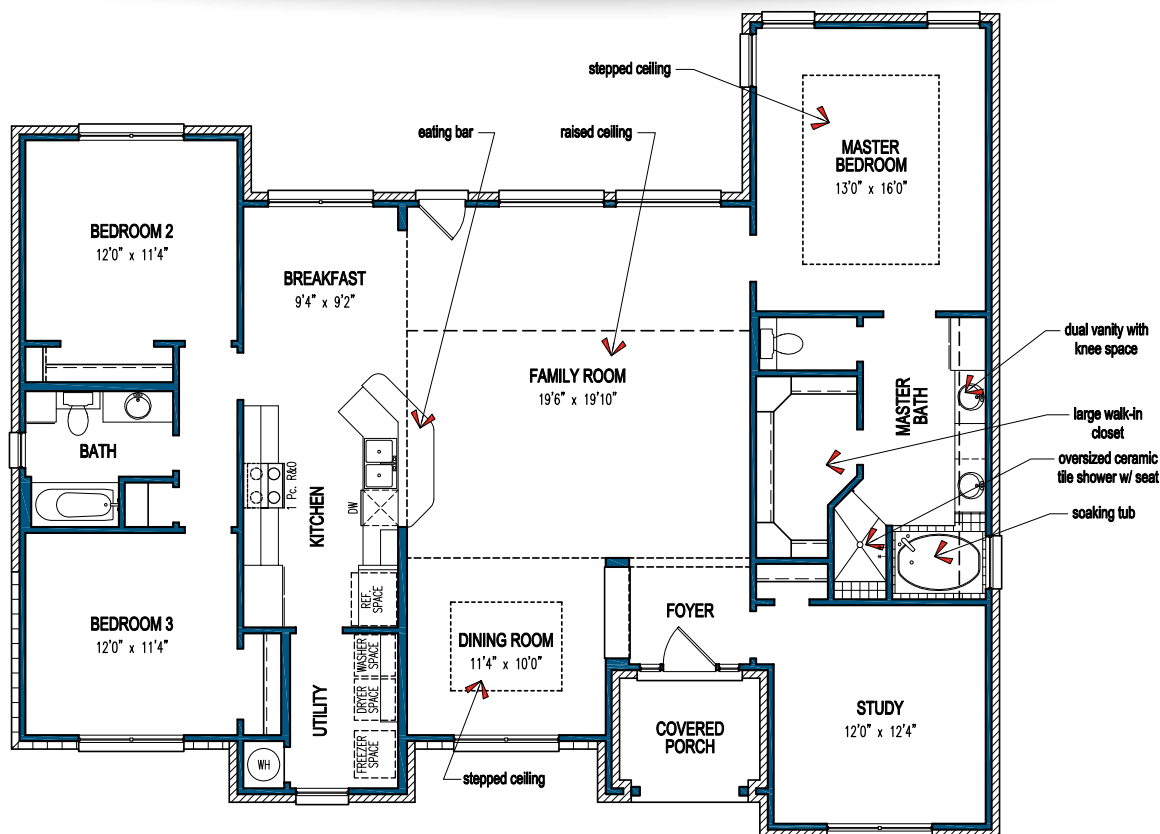 stepped ceiling
eating bar
raised ceiling
MASTER
BEDROOM
13'0" x 16'0"
BEDROOM 2
12'0" x 11'4"
BREAKFAST
9'4" x 9'2"
dual vanity with
knee space
FAMILY ROOM
19'6" x 19'10"
MASTER
BATH
large walk-in
closet
BATH
oversized ceramic
tile shower w/ seat
1 Pc. R&O
KITCHEN
DW
soaking tub
REF.
SPACE
FOYER
BEDROOM 3
12'0" x 11'4"
DINING ROOM
11'4" x 10'0"
WASHER
SPACE
DRYER
SPACE
FREEZER
SPACE
UTILITY
STUDY
12'0" x 12'4"
COVERED
PORCH
WH
stepped ceiling